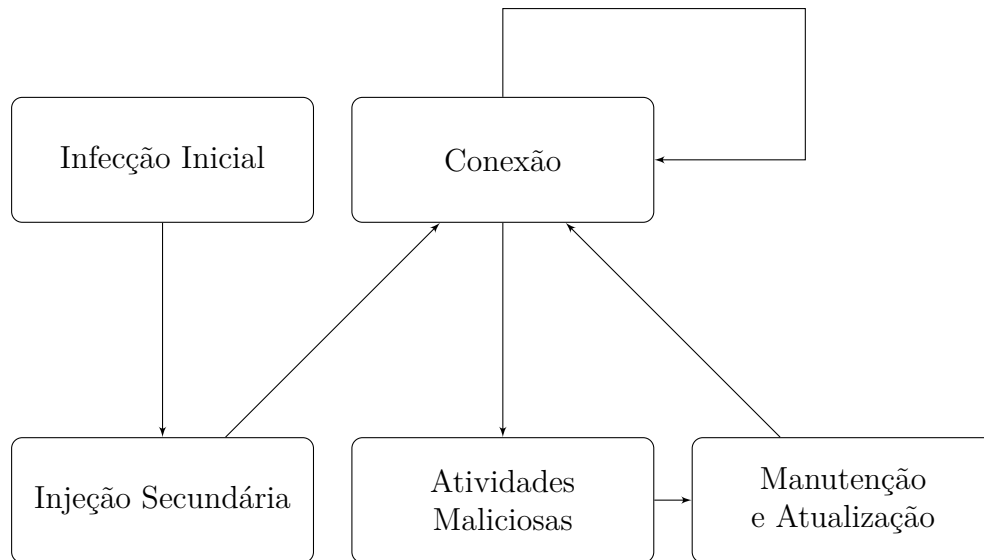 Infecção Inicial
Conexão
Injeção Secundária
Atividades
Maliciosas
Manutenção
e Atualização